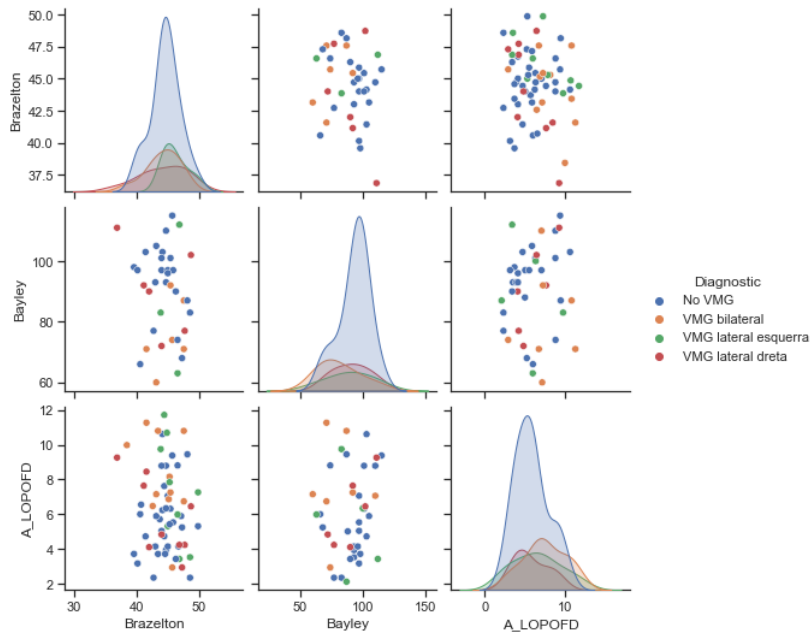 50.0
47.5
45.0
42.5
40.0
37.5
Brazelton
100
80
60
Bayley
Diagnostic
No VMG
VMG bilateral
VMG lateral esquerra
VMG lateral dreta
12
10
8
6
4
2
A_LOPOFD
30 40 50
Brazelton
50 100 150
Bayley
0 10
A_LOPOFD